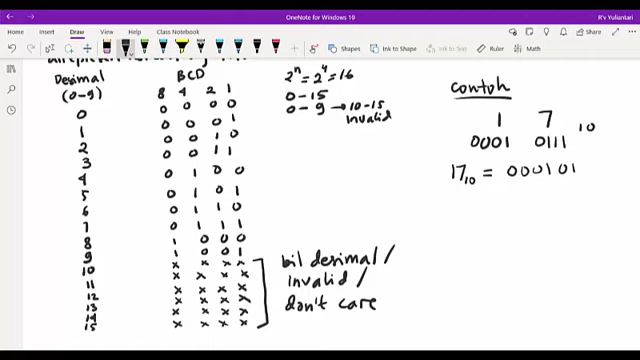 OneNote for Windows 10
R'v Yuliantari
Home Insert Draw View Help Class Notebook
Shapes Ink to Shape Ink to Text Ruler Math
Desimal BCD
(0-9) 8 4 2 1
0 0 0 0 0
1 0 0 0 1
2 0 0 1 0
3 0 0 1 1
4 0 1 0 0
5 0 1 0 1
6 0 1 1 0
7 0 1 1 1
8 1 0 0 0
9 1 0 0 1
10 x x x x
11 x x x x
12 x x x x
13 x x x x
14 x x x x
15 x x x x
2ⁿ = 2⁴ = 16
0 - 15
0 - 9 → 10-15
invalid
bil desimal /
invalid /
don't care
contoh
1 7
0001 0111 10
17₁₀ = 000101